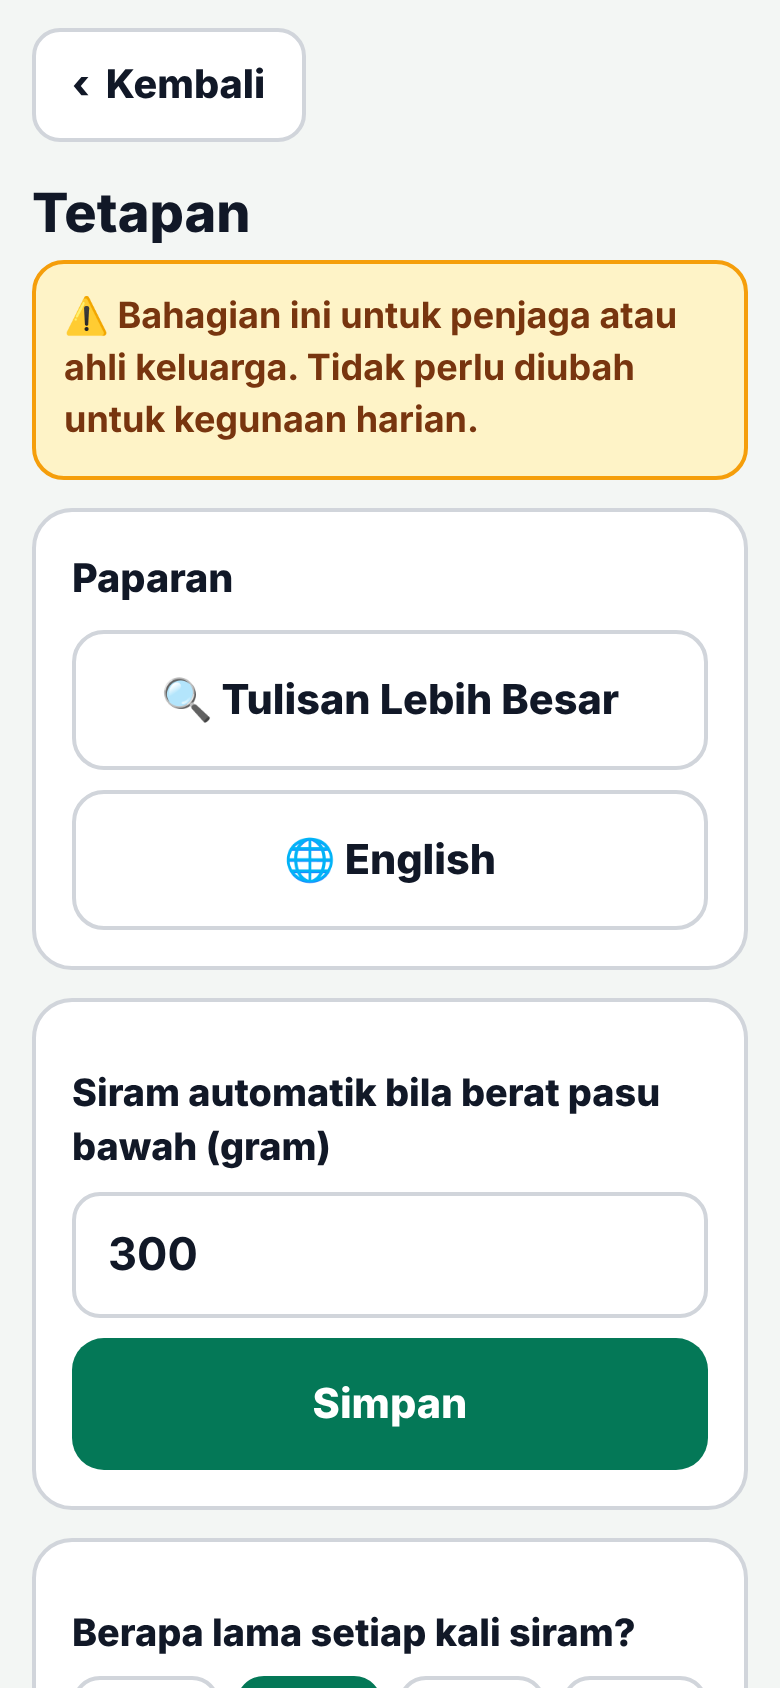 ‹ Kembali
Tetapan
⚠️ Bahagian ini untuk penjaga atau
ahli keluarga. Tidak perlu diubah
untuk kegunaan harian.
Paparan
🔍 Tulisan Lebih Besar
🌐 English
Siram automatik bila berat pasu
bawah (gram)
300
Simpan
Berapa lama setiap kali siram?